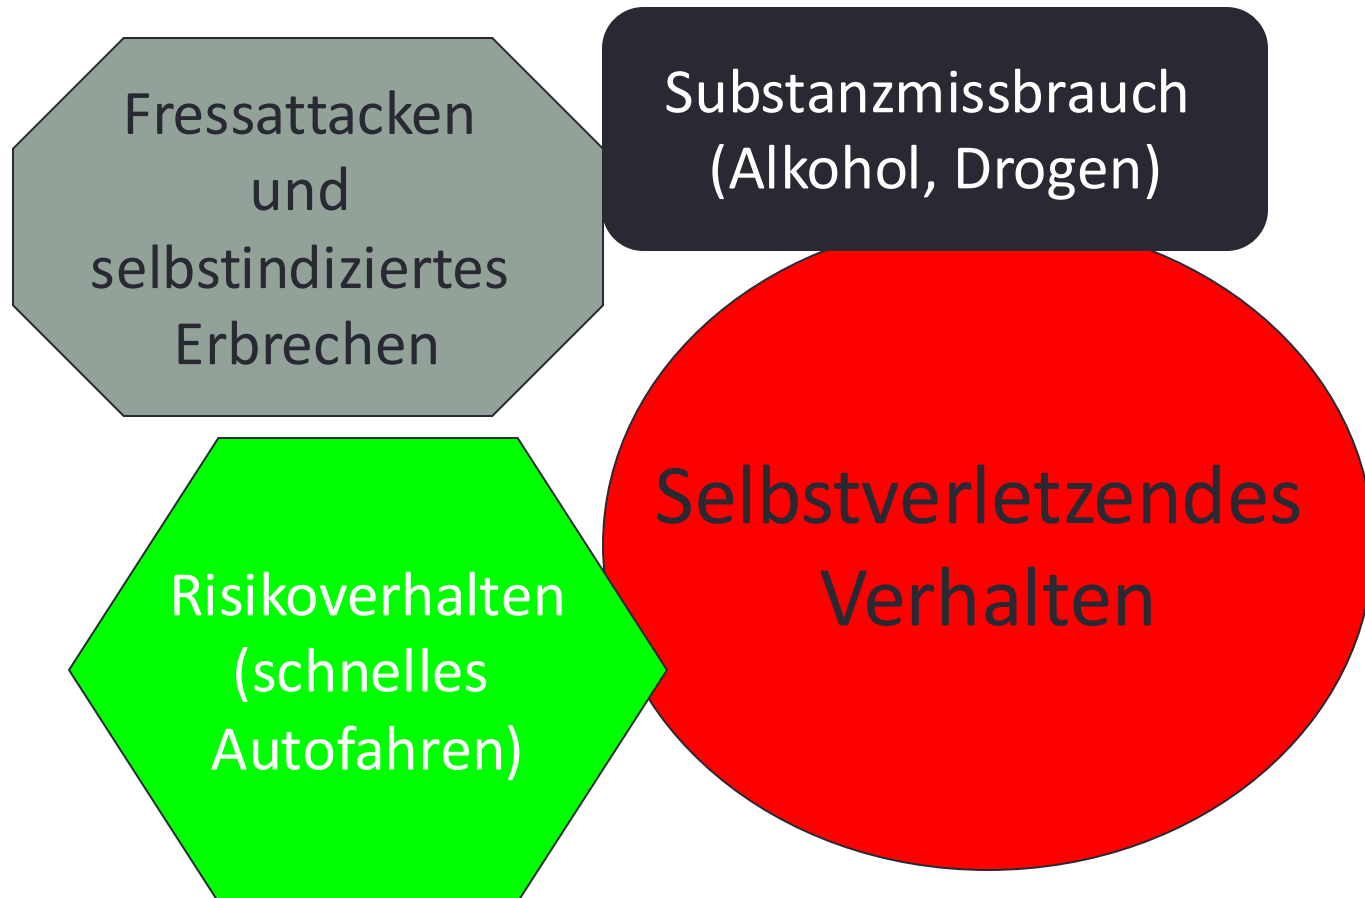 Fressattacken
und
selbstindiziertes
Erbrechen
Substanzmissbrauch
(Alkohol, Drogen)
Selbstverletzendes
Verhalten
Risikoverhalten
(schnelles
Autofahren)